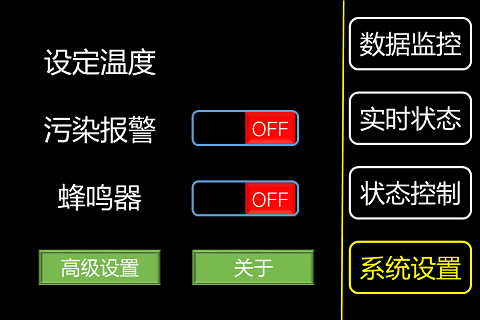 设定温度
污染报警 OFF
蜂鸣器 OFF
高级设置 关于
数据监控
实时状态
状态控制
系统设置